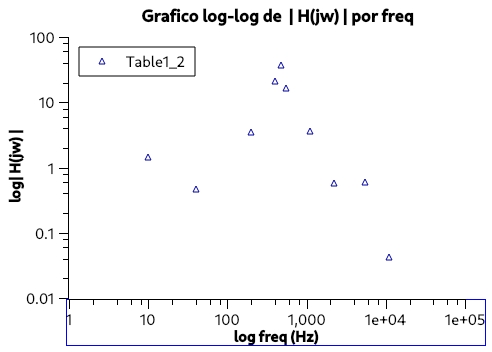 Grafico log-log de | H(jw) | por freq
100
Table1_2
10
1
0.1
0.01
log| H(jw) |
1 10 100 1,000 1e+04 1e+05
log freq (Hz)